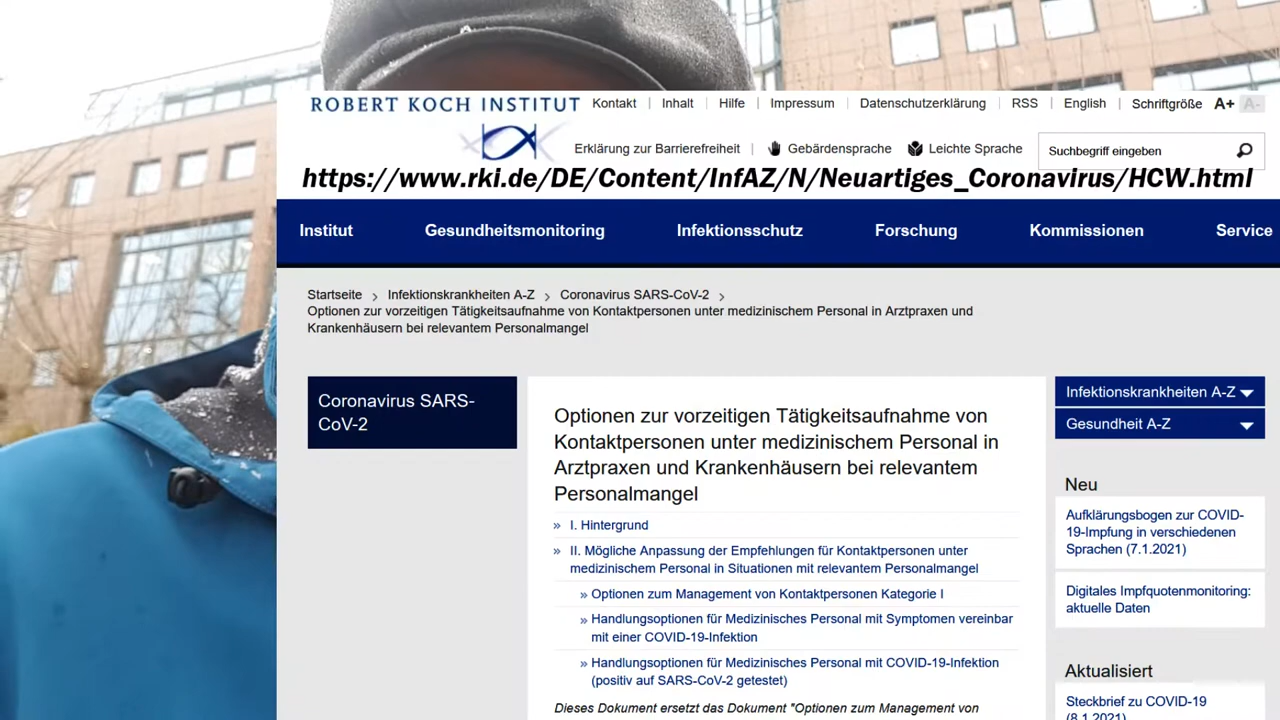 ROBERT KOCH INSTITUT
Kontakt | Inhalt | Hilfe | Impressum | Datenschutzerklärung | RSS | English | Schriftgröße A+ A-
Erklärung zur Barrierefreiheit | Gebärdensprache Leichte Sprache
Suchbegriff eingeben
https://www.rki.de/DE/Content/InfAZ/N/Neuartiges_Coronavirus/HCW.html
Institut Gesundheitsmonitoring Infektionsschutz Forschung Kommissionen Service
Startseite > Infektionskrankheiten A-Z > Coronavirus SARS-CoV-2 >
Optionen zur vorzeitigen Tätigkeitsaufnahme von Kontaktpersonen unter medizinischem Personal in Arztpraxen und
Krankenhäusern bei relevantem Personalmangel
Coronavirus SARS-
CoV-2
Optionen zur vorzeitigen Tätigkeitsaufnahme von
Kontaktpersonen unter medizinischem Personal in
Arztpraxen und Krankenhäusern bei relevantem
Personalmangel
» I. Hintergrund
» II. Mögliche Anpassung der Empfehlungen für Kontaktpersonen unter
medizinischem Personal in Situationen mit relevantem Personalmangel
» Optionen zum Management von Kontaktpersonen Kategorie I
» Handlungsoptionen für Medizinisches Personal mit Symptomen vereinbar
mit einer COVID-19-Infektion
» Handlungsoptionen für Medizinisches Personal mit COVID-19-Infektion
(positiv auf SARS-CoV-2 getestet)
Dieses Dokument ersetzt das Dokument "Optionen zum Management von
Infektionskrankheiten A-Z
Gesundheit A-Z
Neu
Aufklärungsbogen zur COVID-
19-Impfung in verschiedenen
Sprachen (7.1.2021)
Digitales Impfquotenmonitoring:
aktuelle Daten
Aktualisiert
Steckbrief zu COVID-19
(8.1.2021)